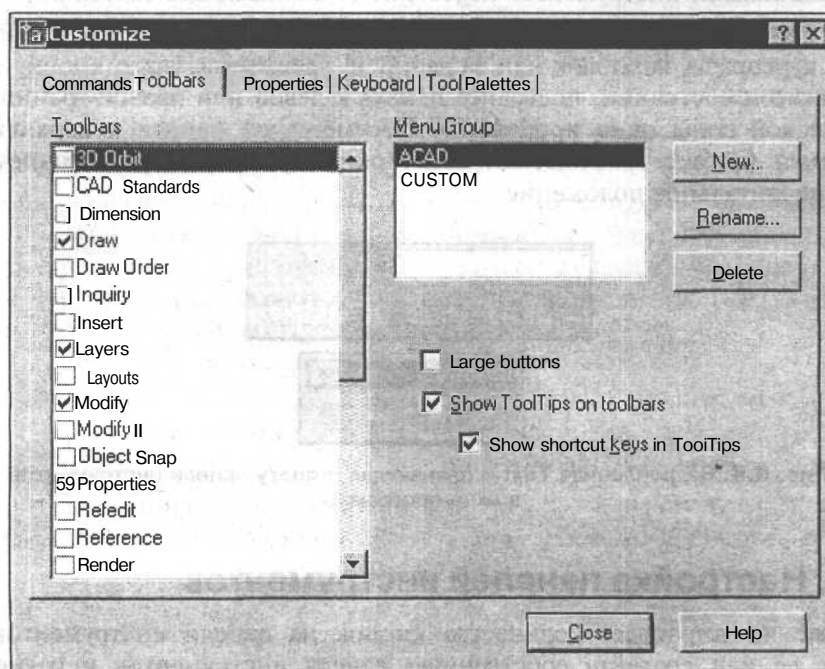 Customize
Commands Toolbars | Properties | Keyboard | Tool Palettes |
Toolbars
3D Orbit
CAD Standards
] Dimension
Draw
Draw Order
] Inquiry
Insert
Layers
Layouts
Modify
Modify II
Object Snap
59 Properties
Refedit
Reference
Render
Menu Group
ACAD
CUSTOM
New...
Rename...
Delete
Large buttons
Show ToolTips on toolbars
Show shortcut keys in TooiTips
Close
Help